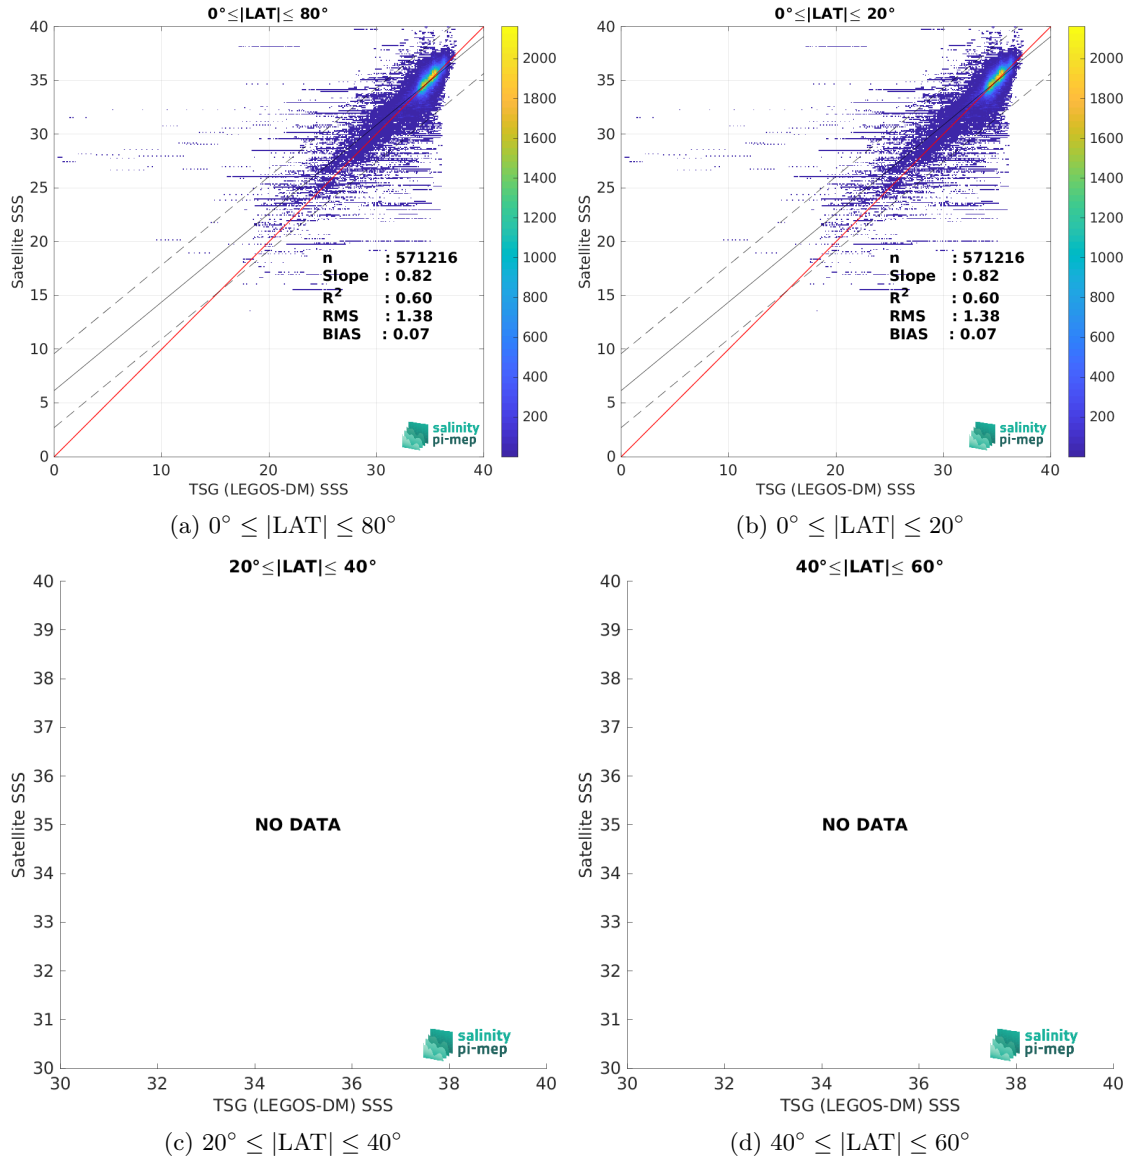 0°≤|LAT|≤ 80°
40
35
30
25
20
15
10
5
0
0
10
20
30
40
Satellite SSS
TSG (LEGOS-DM) SSS
n : 571216
Slope : 0.82
R2 : 0.60
RMS : 1.38
BIAS : 0.07
salinity
pi-mep
2000
1800
1600
1400
1200
1000
800
600
400
200
(a) 0° ≤ |LAT| ≤ 80°
0°≤|LAT|≤ 20°
40
35
30
25
20
15
10
5
0
0
10
20
30
40
Satellite SSS
TSG (LEGOS-DM) SSS
n : 571216
Slope : 0.82
R2 : 0.60
RMS : 1.38
BIAS : 0.07
salinity
pi-mep
2000
1800
1600
1400
1200
1000
800
600
400
200
(b) 0° ≤ |LAT| ≤ 20°
20°≤|LAT|≤ 40°
40
39
38
37
36
35
34
33
32
31
30
30
32
34
36
38
40
Satellite SSS
NO DATA
salinity
pi-mep
TSG (LEGOS-DM) SSS
(c) 20° ≤ |LAT| ≤ 40°
40°≤|LAT|≤ 60°
40
39
38
37
36
35
34
33
32
31
30
30
32
34
36
38
40
Satellite SSS
NO DATA
salinity
pi-mep
TSG (LEGOS-DM) SSS
(d) 40° ≤ |LAT| ≤ 60°